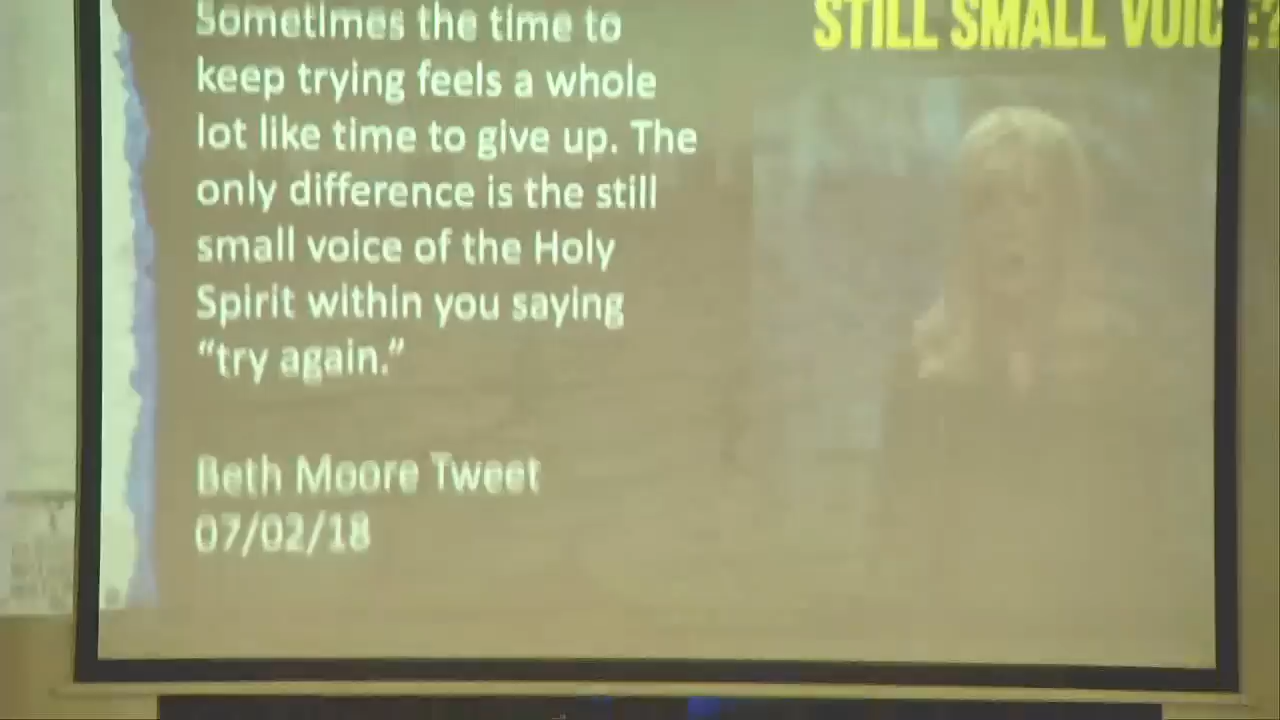 Sometimes the time to
keep trying feels a whole
lot like time to give up. The
only difference is the still
small voice of the Holy
Spirit within you saying
“try again.”
Beth Moore Tweet
07/02/18
STILL SMALL VOICE?